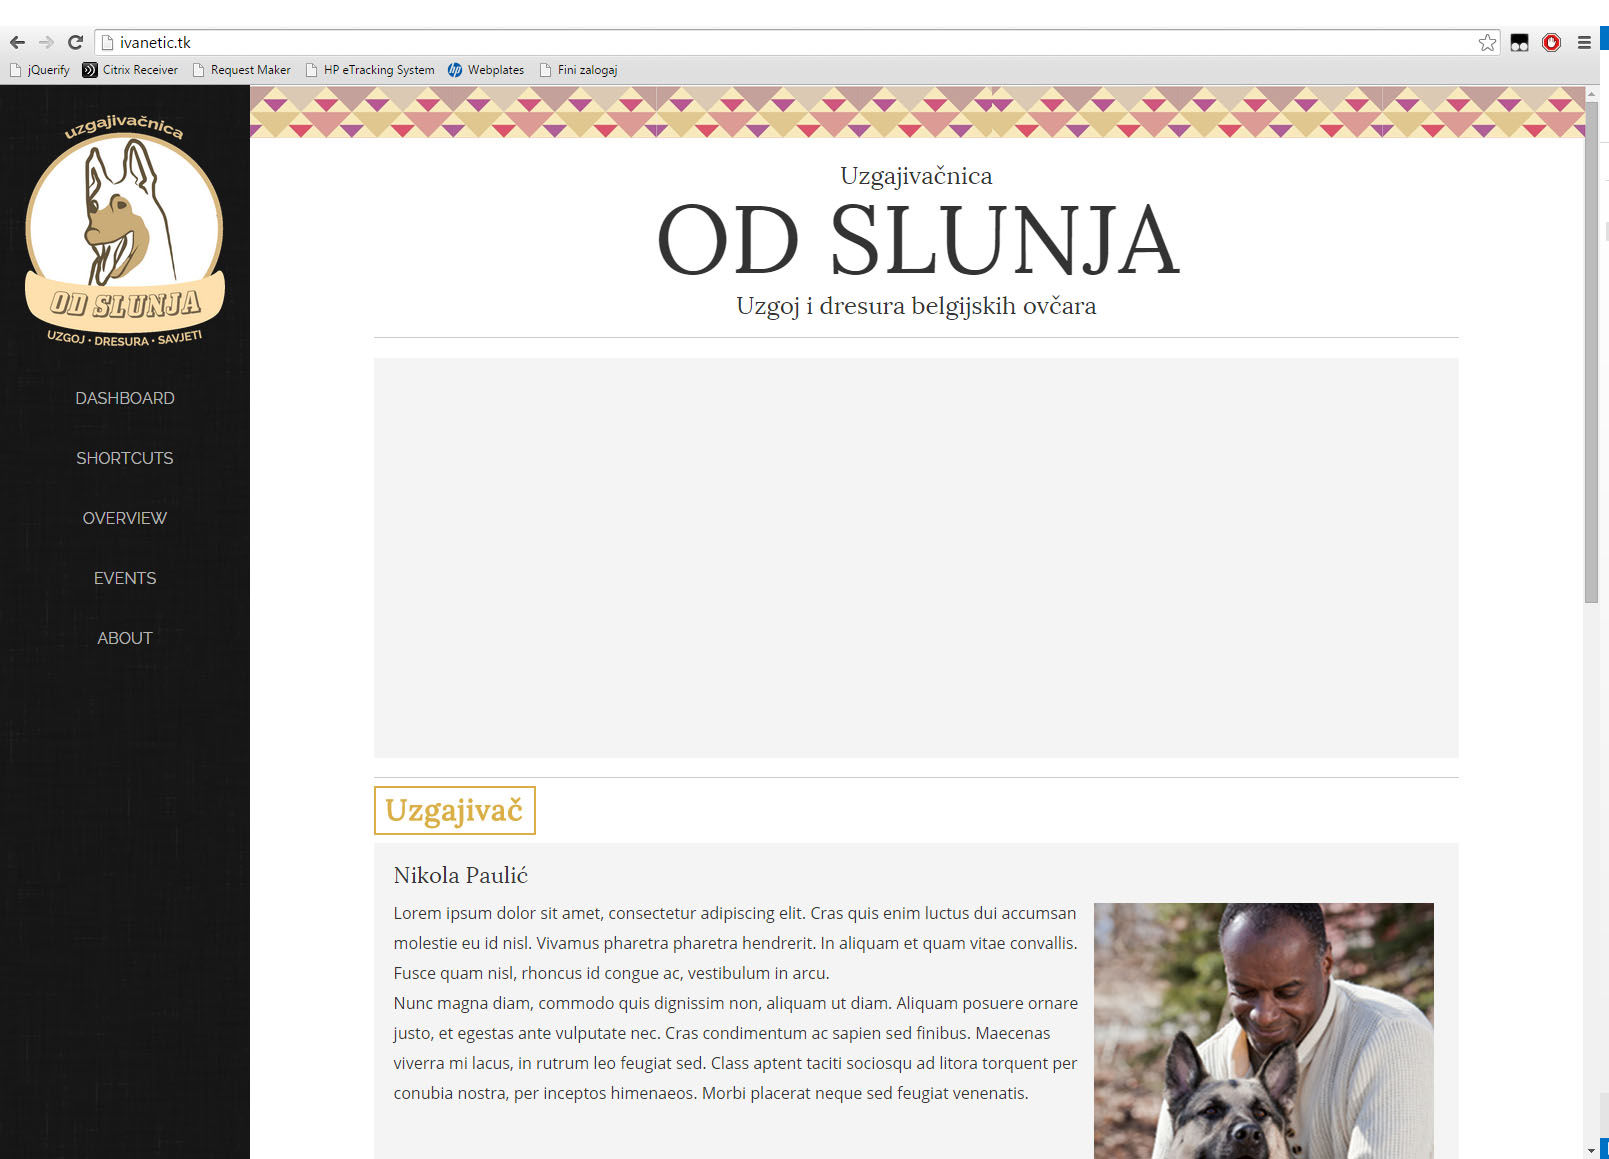 ivanetic.tk
jQuerify Citrix Receiver Request Maker HP eTracking System hp Webplates Fini zalogaj
uzgajivačnica
OD SLUNJA
UZGOJ • DRESURA • SAVJETI
DASHBOARD
SHORTCUTS
OVERVIEW
EVENTS
ABOUT
Uzgajivačnica
OD SLUNJA
Uzgoj i dresura belgijskih ovčara
Uzgajivač
Nikola Paulić
Lorem ipsum dolor sit amet, consectetur adipiscing elit. Cras quis enim luctus dui accumsan
molestie eu id nisl. Vivamus pharetra pharetra hendrerit. In aliquam et quam vitae convallis.
Fusce quam nisl, rhoncus id congue ac, vestibulum in arcu.
Nunc magna diam, commodo quis dignissim non, aliquam ut diam. Aliquam posuere ornare
justo, et egestas ante vulputate nec. Cras condimentum ac sapien sed finibus. Maecenas
viverra mi lacus, in rutrum leo feugiat sed. Class aptent taciti sociosqu ad litora torquent per
conubia nostra, per inceptos himenaeos. Morbi placerat neque sed feugiat venenatis.